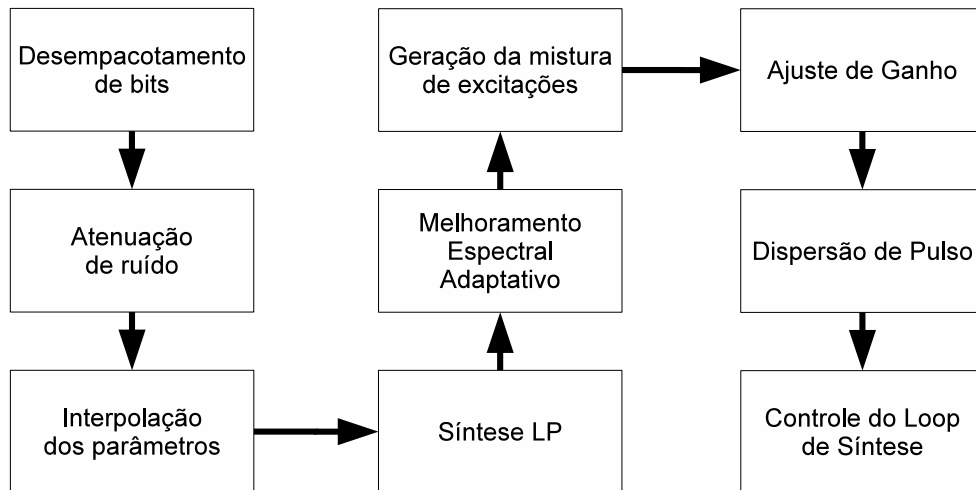 Desempacotamento
de bits
Atenuação
de ruído
Interpolação
dos parâmetros
Síntese LP
Melhoramento
Espectral
Adaptativo
Geração da mistura
de excitações
Ajuste de Ganho
Dispersão de Pulso
Controle do Loop
de Síntese